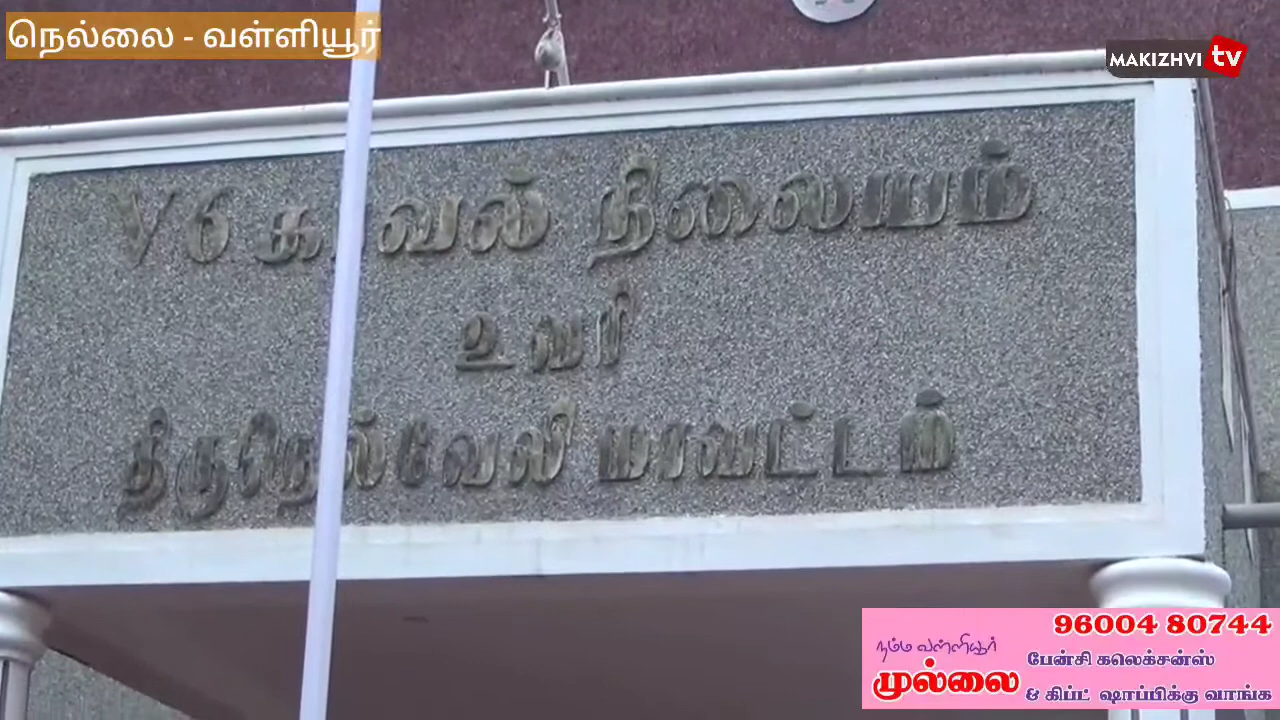 நெல்லை - வள்ளியூர்
MAKIZHVI tv
V6 காவல் நிலையம்
உவரி
திருநெல்வேலி மாவட்டம்
96004 80744
நம்ம வள்ளியூர்
முல்லை
பேன்சி கலெக்சன்ஸ்
& கிப்ட் ஷாப்பிக்கு வாங்க